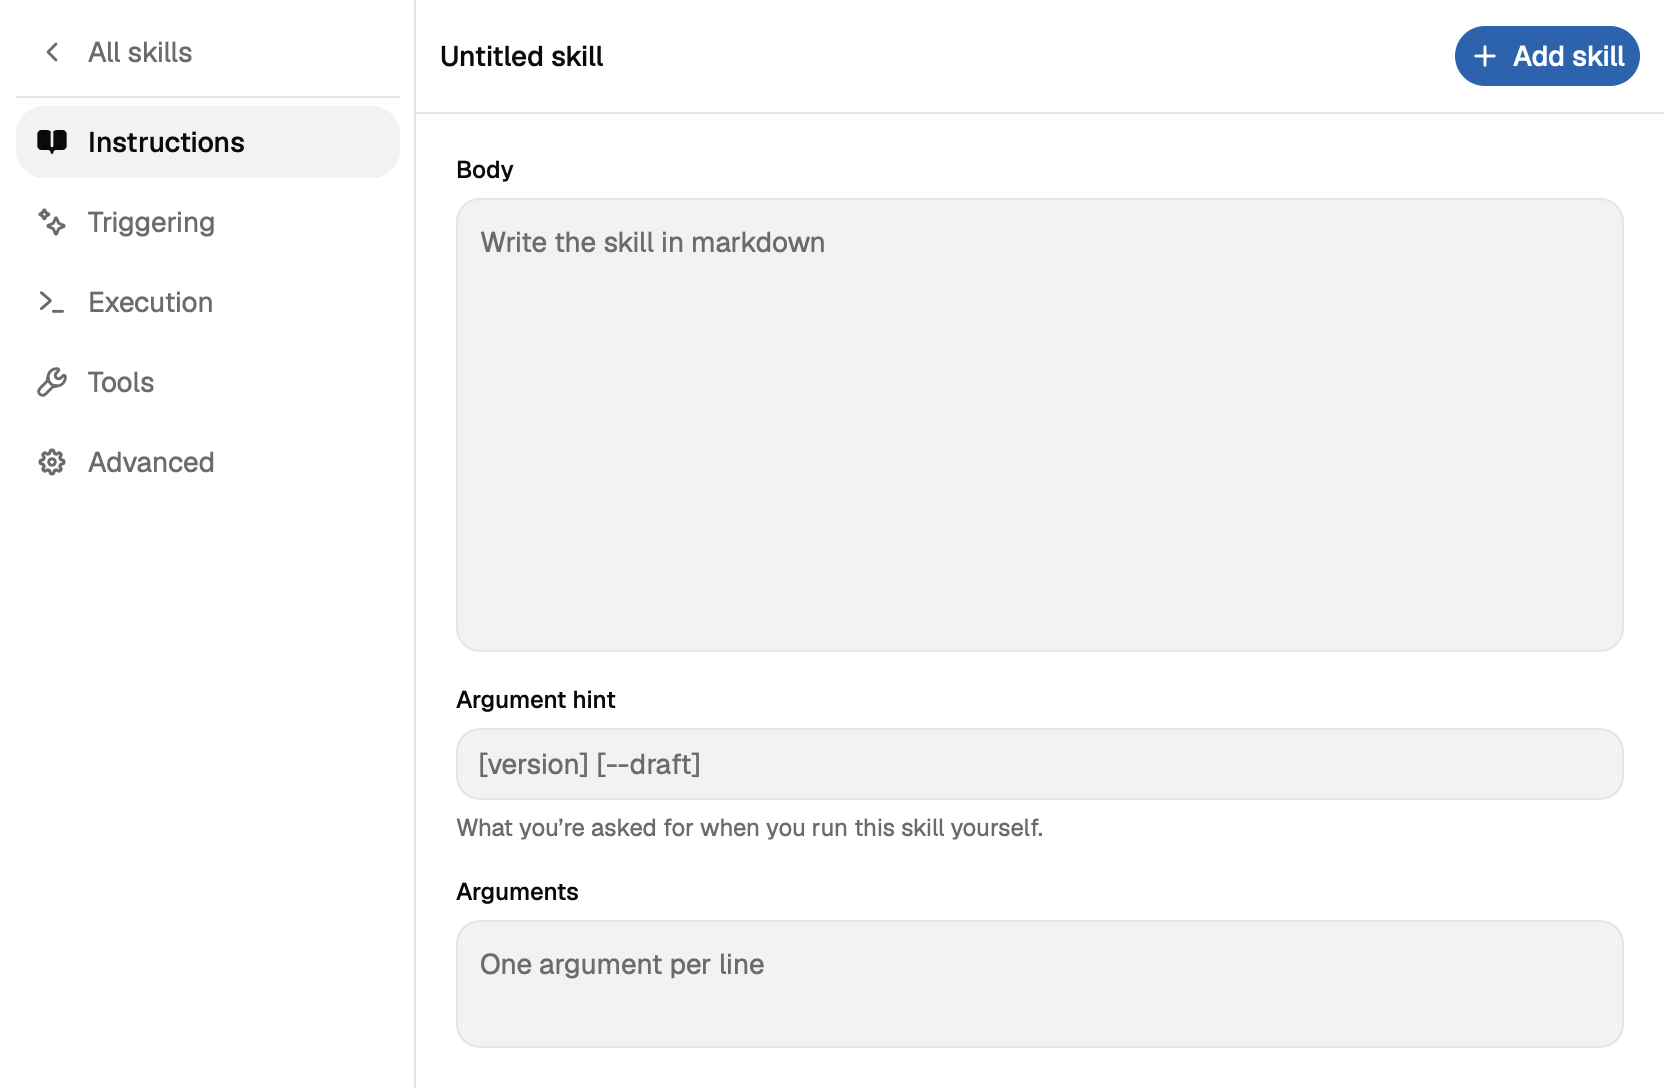 All skills
Instructions
Triggering
Execution
Tools
Advanced
Untitled skill
Add skill
Body
Write the skill in markdown
Argument hint
[version] [--draft]
What you’re asked for when you run this skill yourself.
Arguments
One argument per line